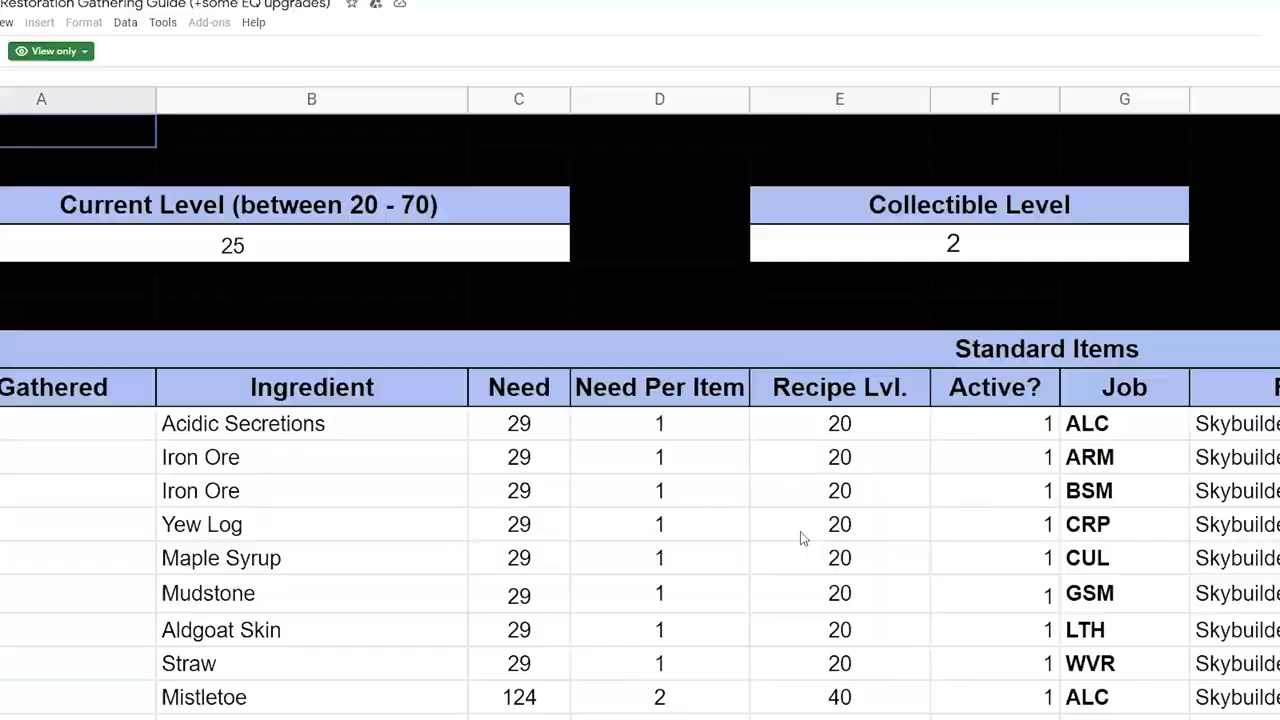 Restoration Gathering Guide (+some EQ upgrades)
ew Insert Format Data Tools Add-ons Help
View only
A B C D E F G
Current Level (between 20 - 70) Collectible Level
25 2
Standard Items
Gathered Ingredient Need Need Per Item Recipe Lvl. Active? Job
Acidic Secretions 29 1 20 1 ALC Skybuilde
Iron Ore 29 1 20 1 ARM Skybuilde
Iron Ore 29 1 20 1 BSM Skybuilde
Yew Log 29 1 20 1 CRP Skybuilde
Maple Syrup 29 1 20 1 CUL Skybuilde
Mudstone 29 1 20 1 GSM Skybuilde
Aldgoat Skin 29 1 20 1 LTH Skybuilde
Straw 29 1 20 1 WVR Skybuilde
Mistletoe 124 2 40 1 ALC Skybuilde